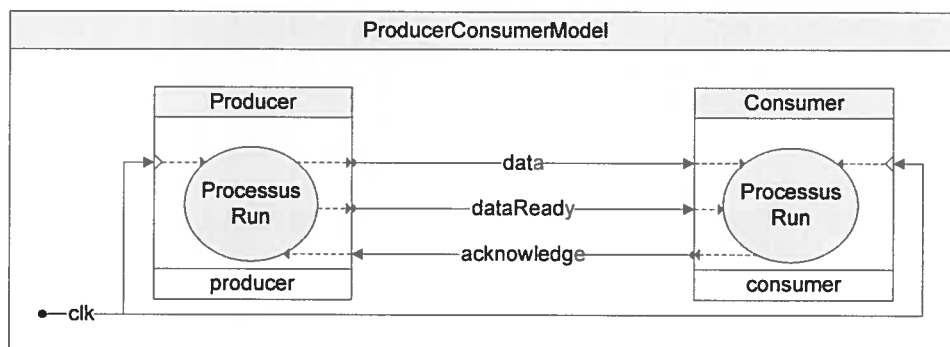 ProducerConsumerModel
Producer
Consumer
data
Processus
Run
Processus
Run
dataReady
acknowledge
producer
consumer
clk